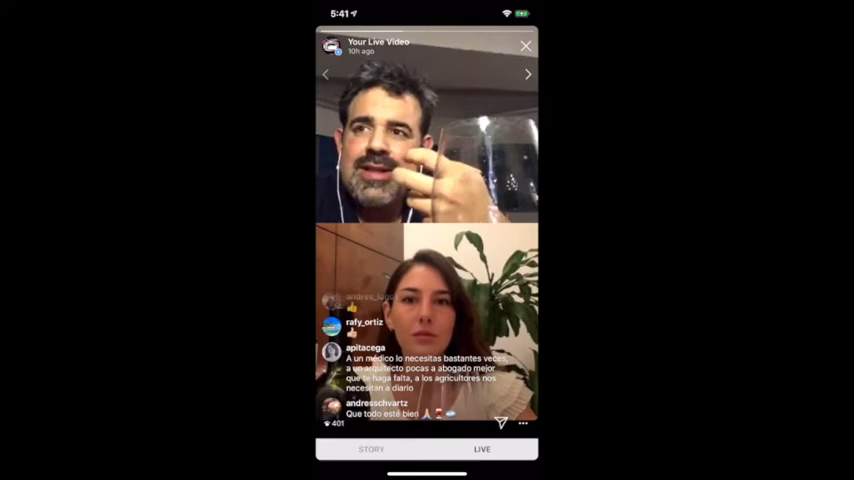 5:41
Your Live Video
10h ago
rafy_ortiz
apitacega
A un médico lo necesitas bastantes veces,
a un arquitecto pocas a abogado mejor
que te haga falta, a los agricultores nos
necesitan a diario
andresschvartz
Que todo esté bien 🙏🏼🍷🇦🇷
401
STORY
LIVE